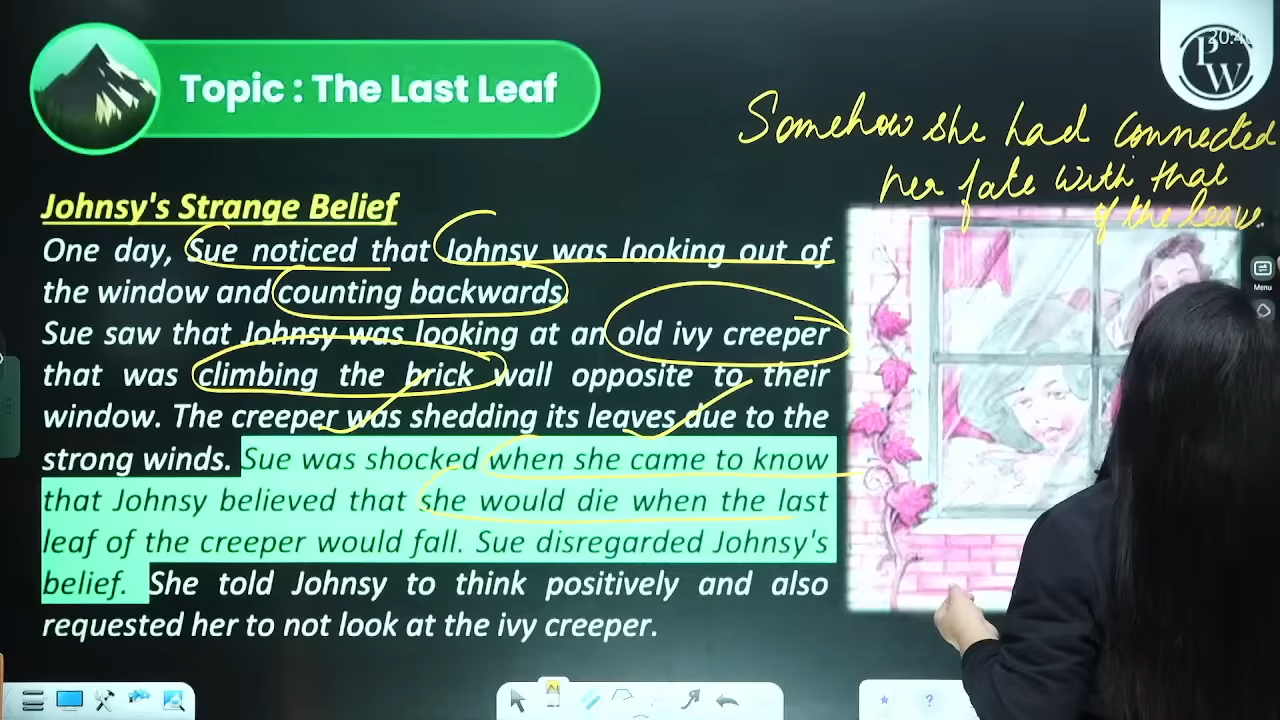 Topic : The Last Leaf
PW
Somehow she had connected
her fate with that
of the leave
Johnsy's Strange Belief
One day, Sue noticed that Johnsy was looking out of
the window and counting backwards.
Sue saw that Johnsy was looking at an old ivy creeper
that was climbing the brick wall opposite to their
window. The creeper was shedding its leaves due to the
strong winds. Sue was shocked when she came to know
that Johnsy believed that she would die when the last
leaf of the creeper would fall. Sue disregarded Johnsy's
belief. She told Johnsy to think positively and also
requested her to not look at the ivy creeper.
Menu